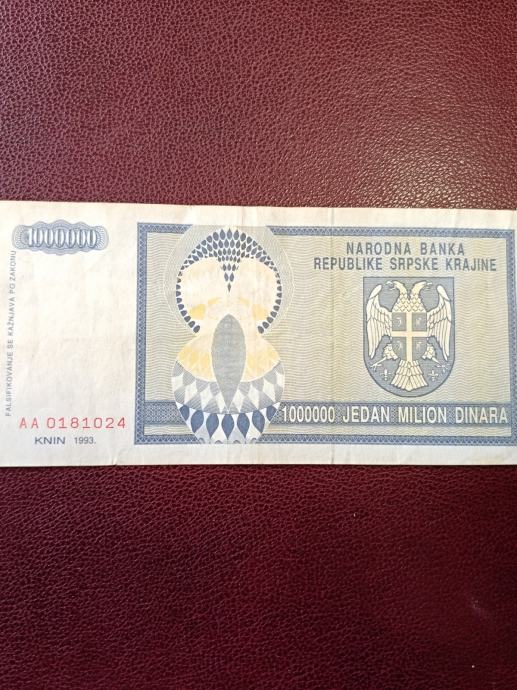 1000000
NARODNA BANKA
REPUBLIKE SRPSKE KRAJINE
FALSIFIKOVANJE SE KAŽNJAVA PO ZAKONU
AA 0181024
KNIN 1993.
1000000 JEDAN MILION DINARA